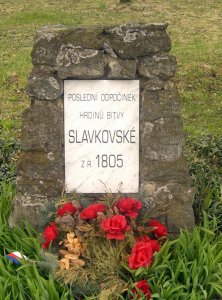 POSLEDNÍ ODPOČINEK
HRDINŮ BITVY
SLAVKOVSKÉ
Z R 1805